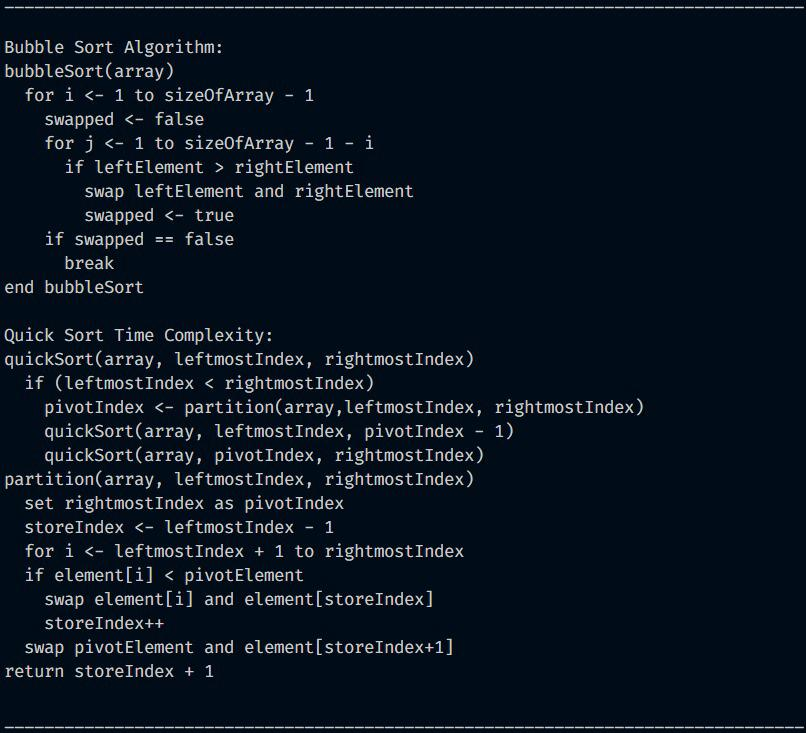 Bubble Sort Algorithm:
bubbleSort(array)
  for i <- 1 to sizeOfArray - 1
    swapped <- false
    for j <- 1 to sizeOfArray - 1 - i
      if leftElement > rightElement
        swap leftElement and rightElement
        swapped <- true
    if swapped == false
      break
end bubbleSort

Quick Sort Time Complexity:
quickSort(array, leftmostIndex, rightmostIndex)
  if (leftmostIndex < rightmostIndex)
    pivotIndex <- partition(array,leftmostIndex, rightmostIndex)
    quickSort(array, leftmostIndex, pivotIndex - 1)
    quickSort(array, pivotIndex, rightmostIndex)
partition(array, leftmostIndex, rightmostIndex)
  set rightmostIndex as pivotIndex
  storeIndex <- leftmostIndex - 1
  for i <- leftmostIndex + 1 to rightmostIndex
  if element[i] < pivotElement
    swap element[i] and element[storeIndex]
    storeIndex++
  swap pivotElement and element[storeIndex+1]
return storeIndex + 1